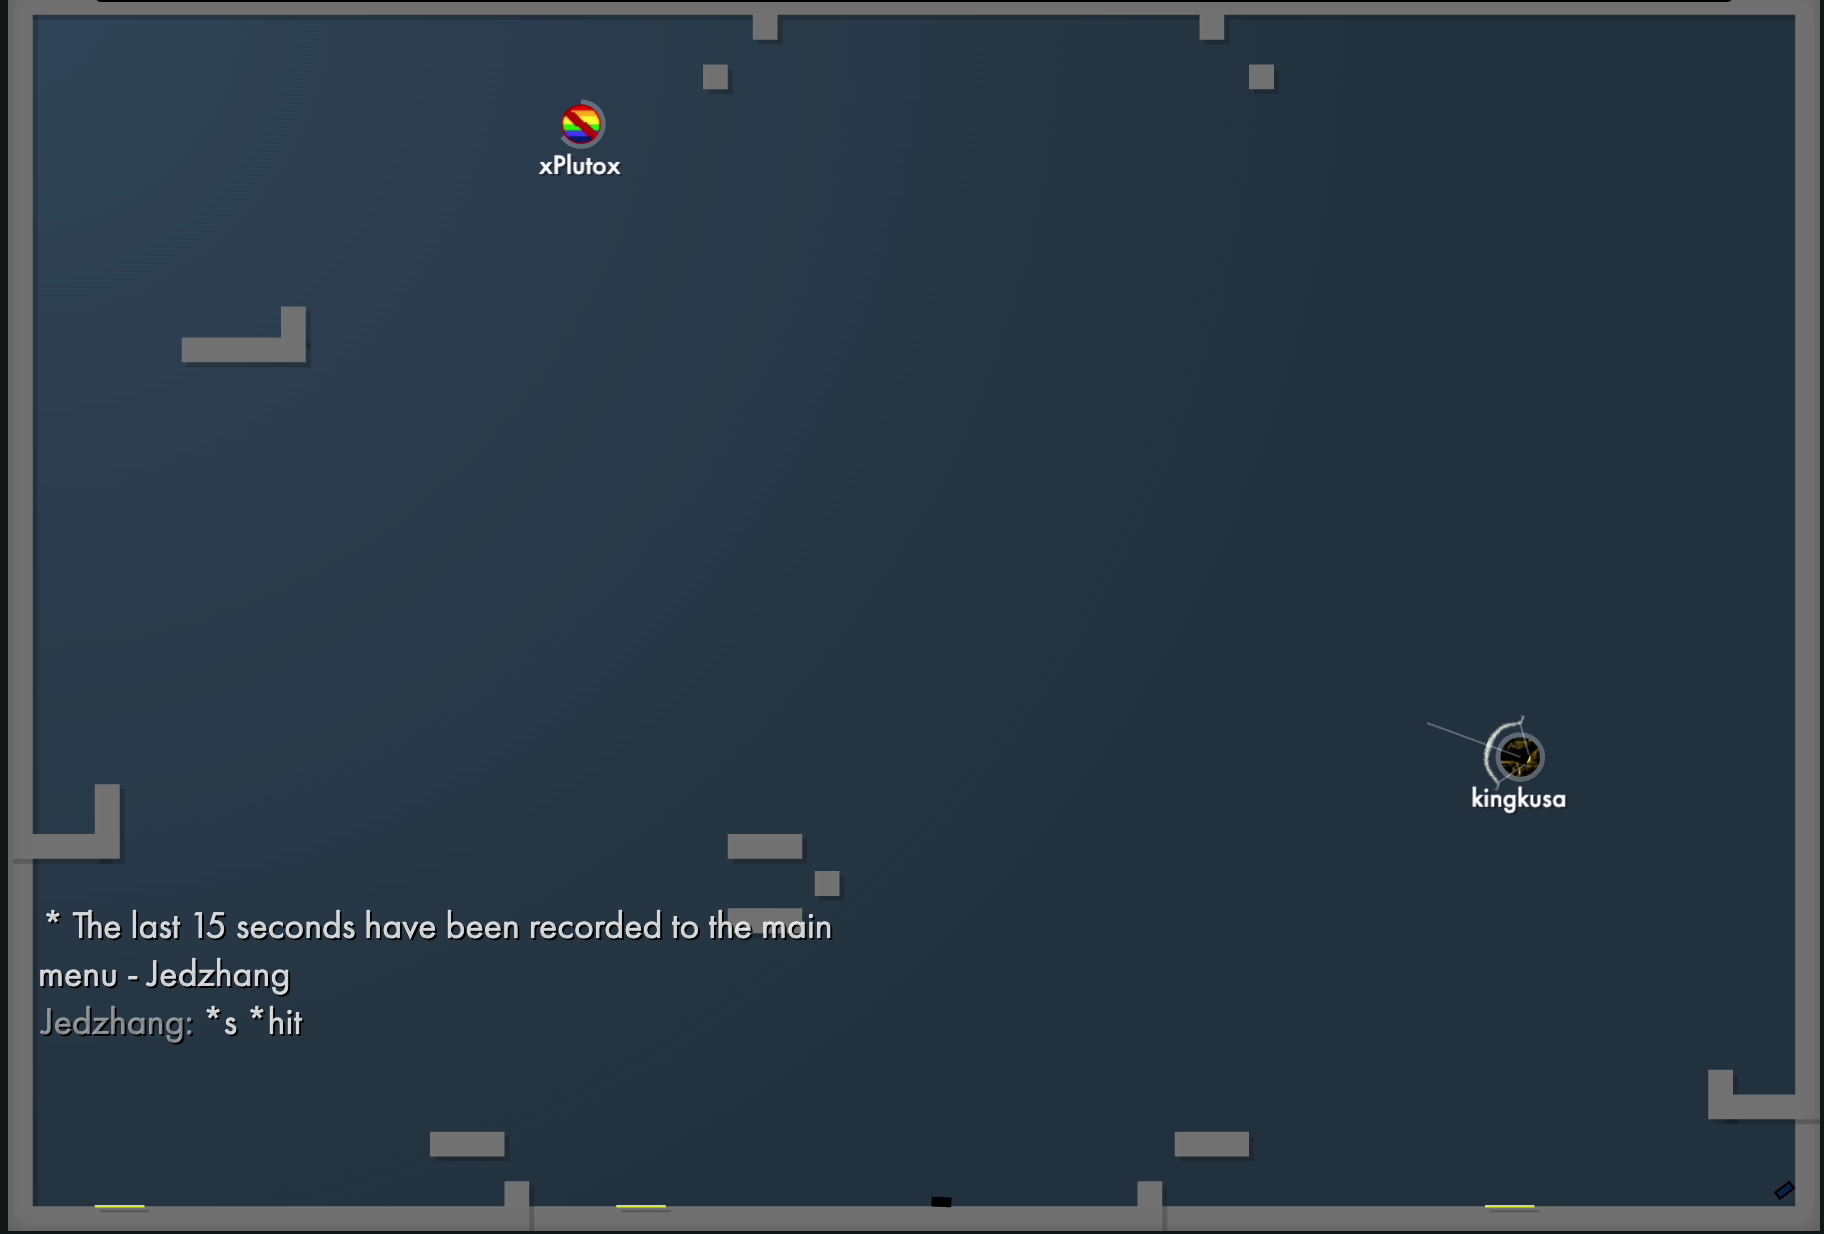 xPlutox
kingkusa
* The last 15 seconds have been recorded to the main
menu - Jedzhang
Jedzhang: *s *hit